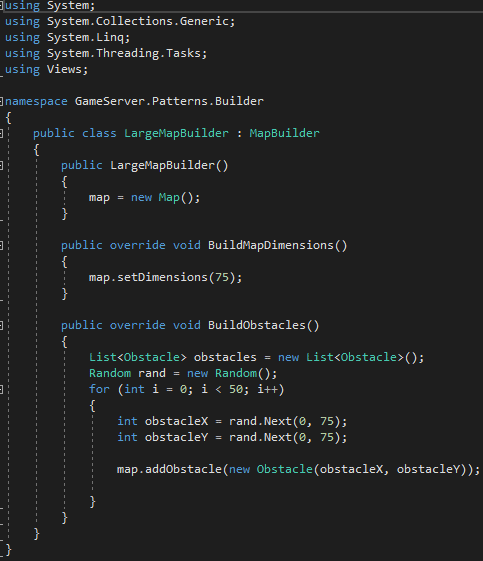 using System;
using System.Collections.Generic;
using System.Linq;
using System.Threading.Tasks;
using Views;

namespace GameServer.Patterns.Builder
{
    public class LargeMapBuilder : MapBuilder
    {
        public LargeMapBuilder()
        {
            map = new Map();
        }

        public override void BuildMapDimensions()
        {
            map.setDimensions(75);
        }

        public override void BuildObstacles()
        {
            List<Obstacle> obstacles = new List<Obstacle>();
            Random rand = new Random();
            for (int i = 0; i < 50; i++)
            {
                int obstacleX = rand.Next(0, 75);
                int obstacleY = rand.Next(0, 75);

                map.addObstacle(new Obstacle(obstacleX, obstacleY));

            }
        }
    }
}